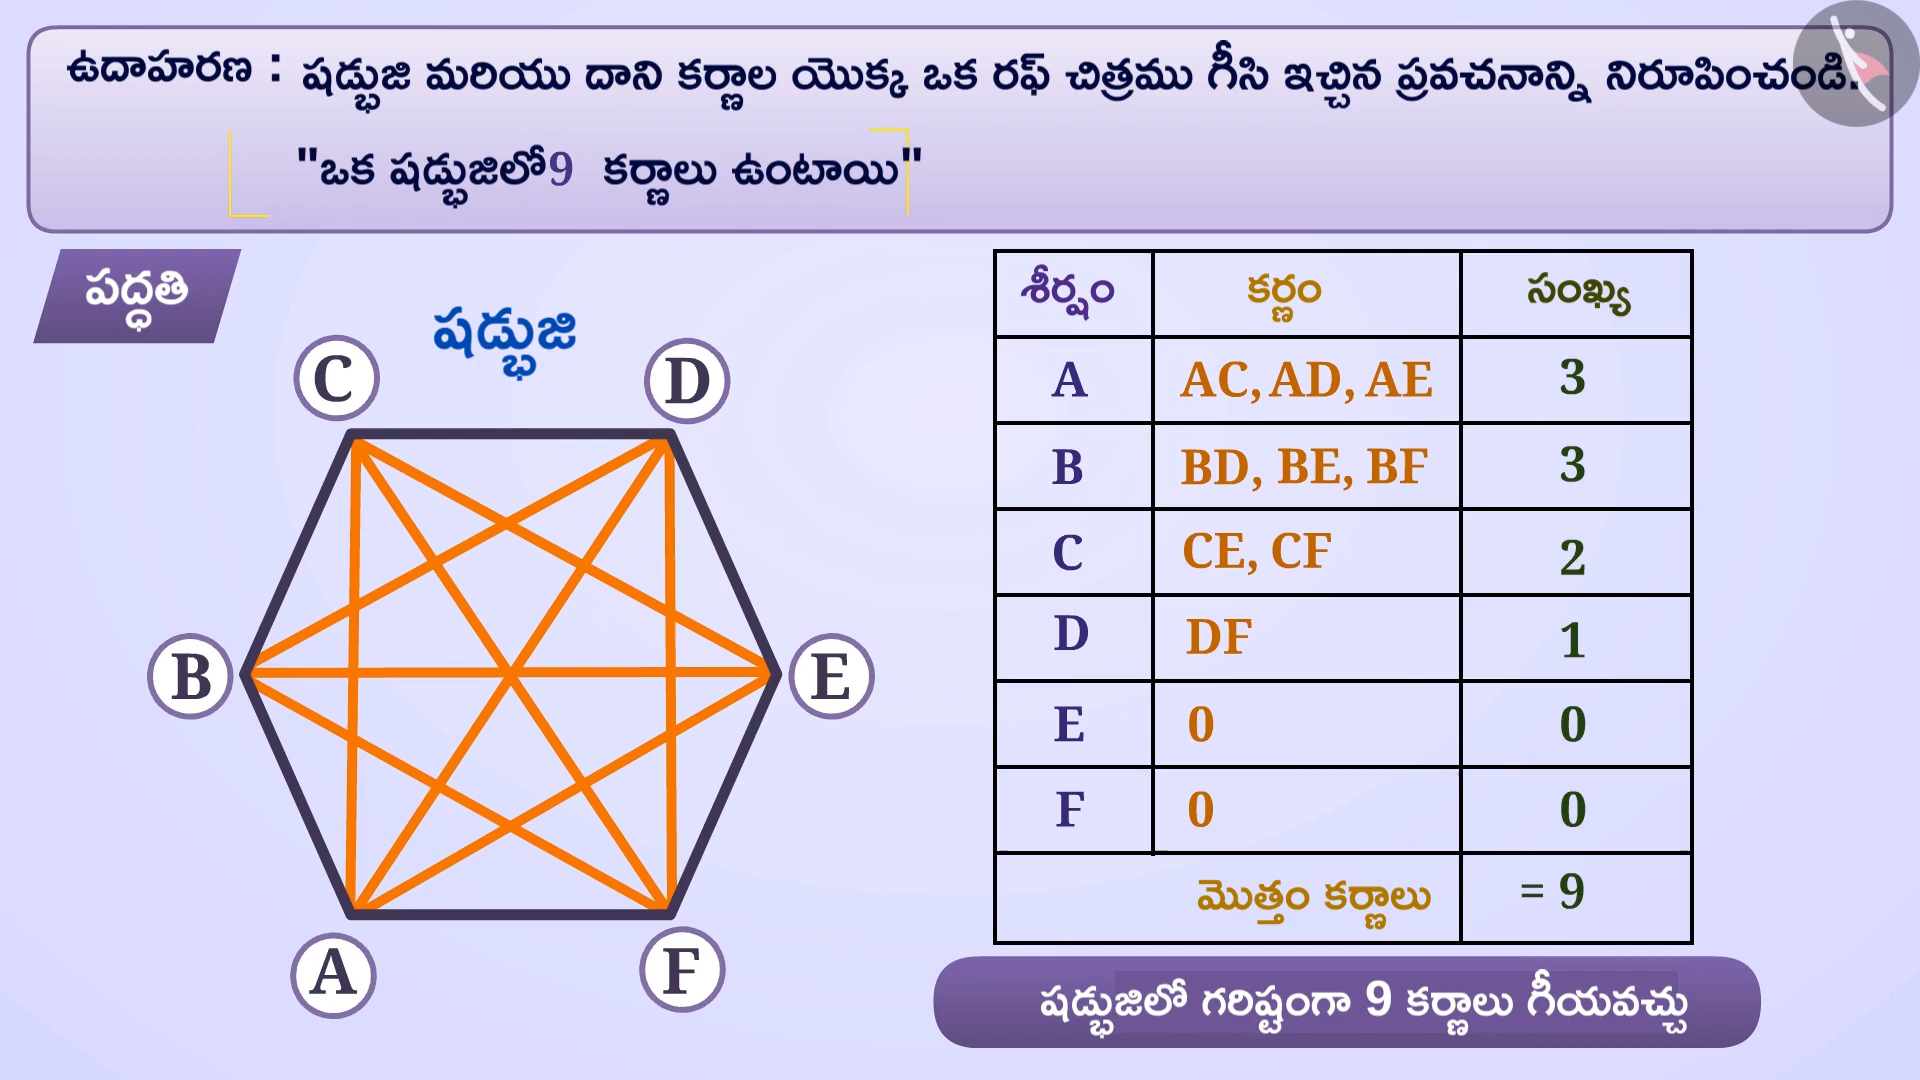 ఉదాహరణ : షడ్భుజి మరియు దాని కర్ణాల యొక్క ఒక రఫ్ చిత్రము గీసి ఇచ్చిన ప్రవచనాన్ని నిరూపించండి.
"ఒక షడ్భుజిలో9 కర్ణాలు ఉంటాయి"
పద్ధతి
షడ్భుజి
C
D
B
E
A
F
శీర్షం కర్ణం సంఖ్య
A AC, AD, AE 3
B BD, BE, BF 3
C CE, CF 2
D DF 1
E 0 0
F 0 0
మొత్తం కర్ణాలు = 9
షడ్భుజిలో గరిష్టంగా 9 కర్ణాలు గీయవచ్చు